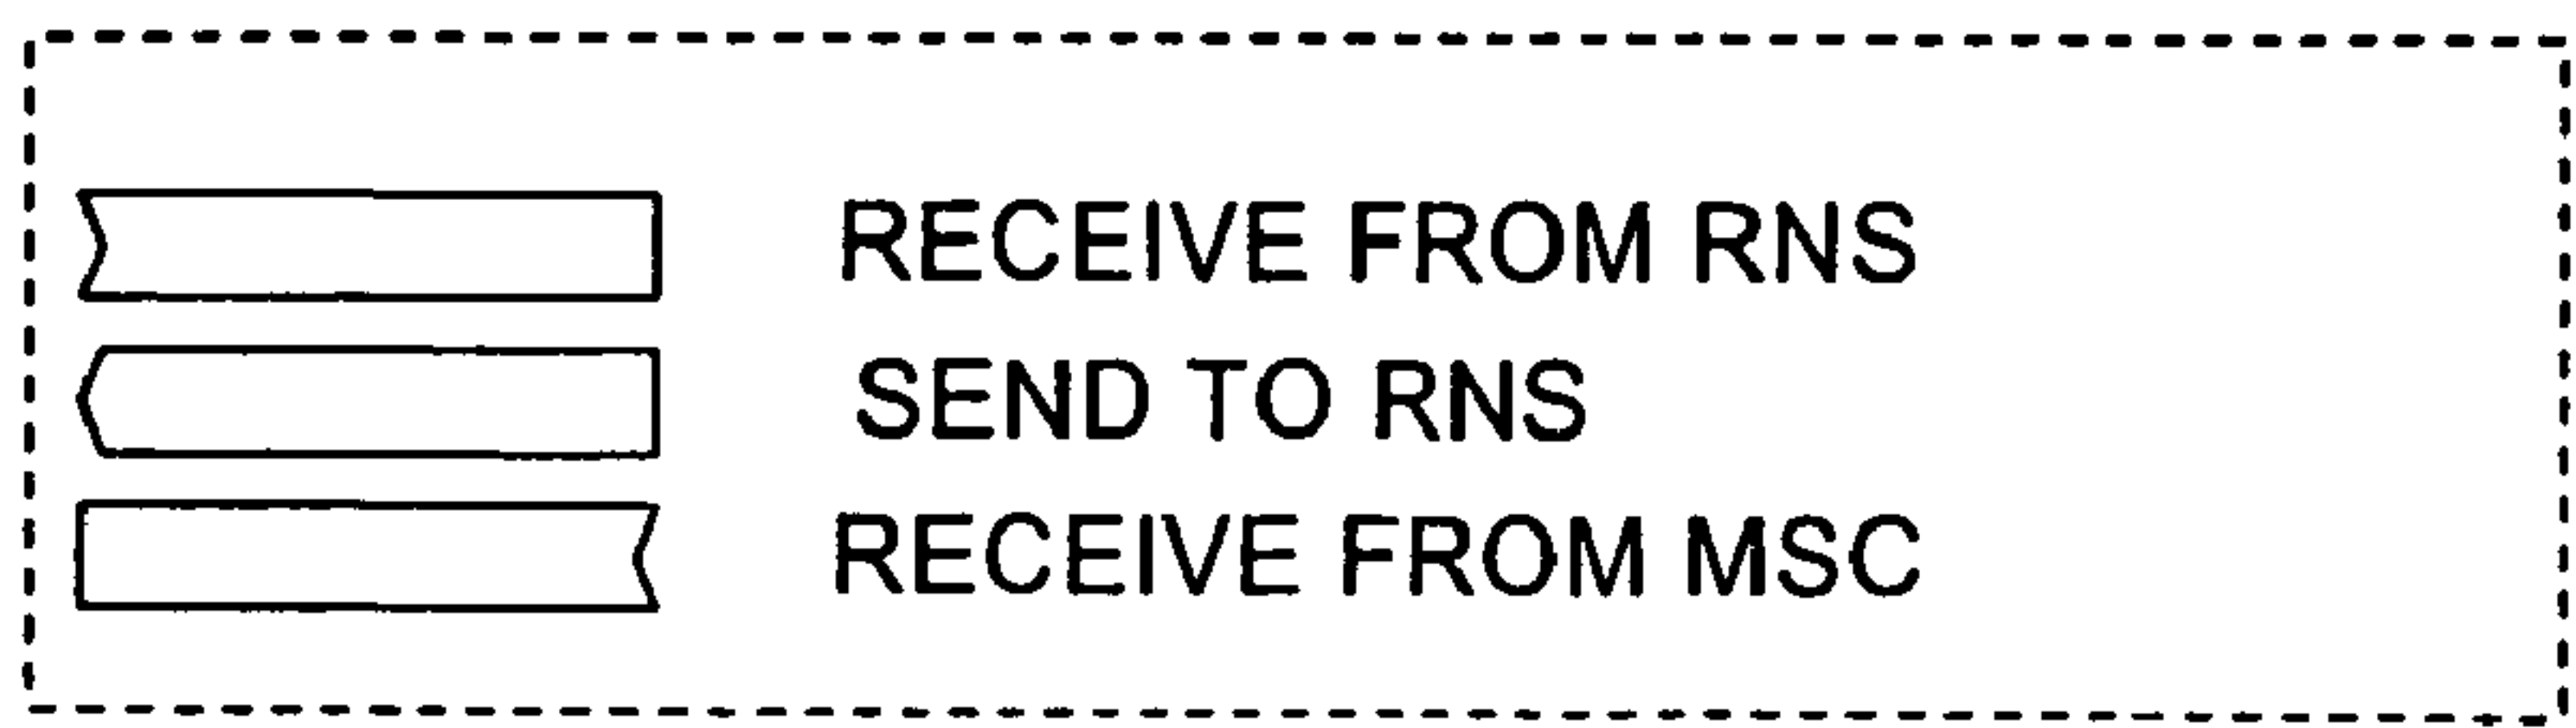 RECEIVE FROM RNS
SEND TO RNS
RECEIVE FROM MSC